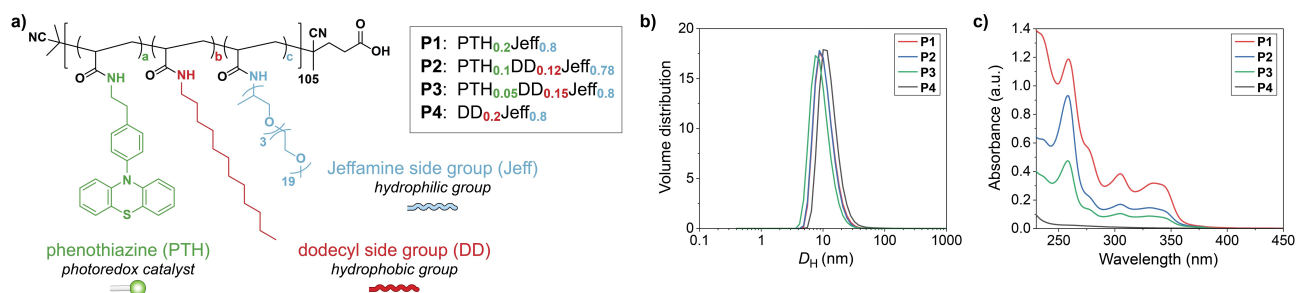 a)
NC
a
b
c
CN
OH
O
105
O
NH
O
NH
O
NH
O
3
O
19
N
S
P1: PTH0.2Jeff0.8
P2: PTH0.1DD0.12Jeff0.78
P3: PTH0.05DD0.15Jeff0.8
P4: DD0.2Jeff0.8
Jeffamine side group (Jeff)
hydrophilic group
phenothiazine (PTH)
photoredox catalyst
dodecyl side group (DD)
hydrophobic group
b)
Volume distribution
20
15
10
5
0
0.1
1
10
100
1000
DH (nm)
P1
P2
P3
P4
c)
Absorbance (a.u.)
1.4
1.2
1.0
0.8
0.6
0.4
0.2
0.0
250
300
350
400
450
Wavelength (nm)
P1
P2
P3
P4